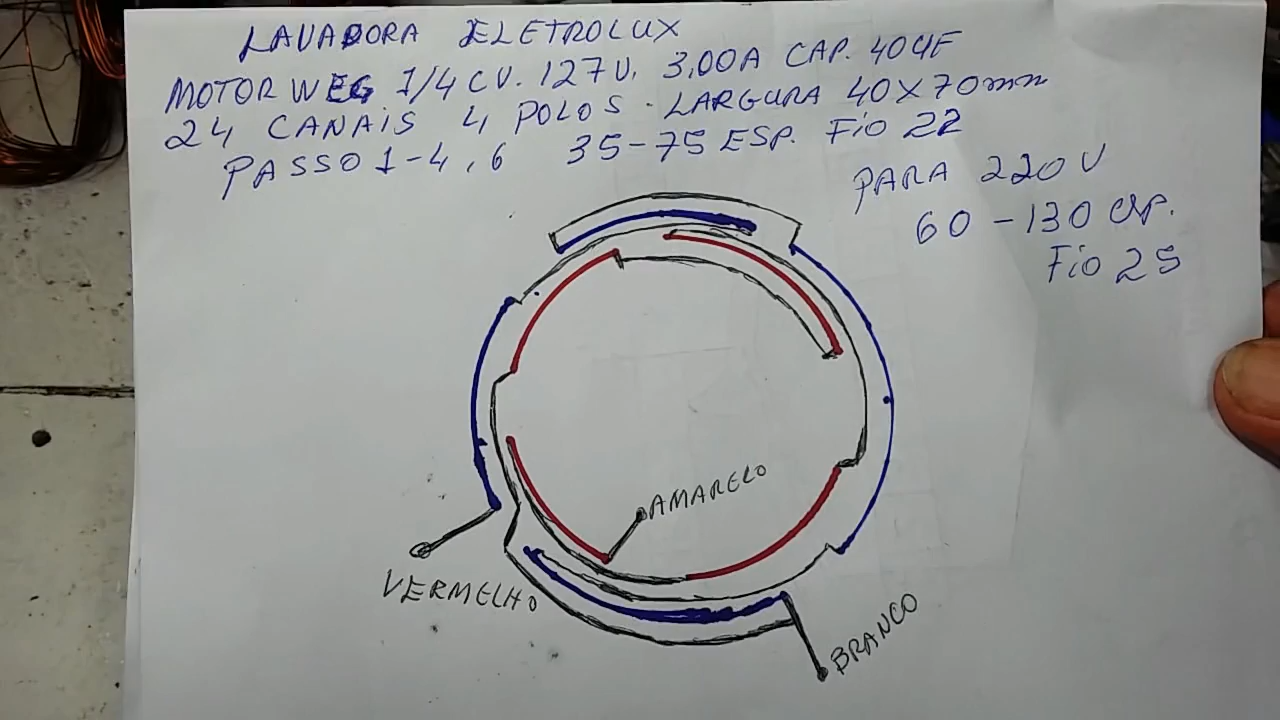 LAVADORA ELETROLUX
MOTOR WEG 1/4 CV. 127V. 3,00A CAP. 40UF
24 CANAIS 4 POLOS. LARGURA 40X70mm
PASSO 1-4,6 35-75 ESP. FIO 22
PARA 220V
60-130 ESP.
FIO 25
AMARELO
VERMELHO
BRANCO